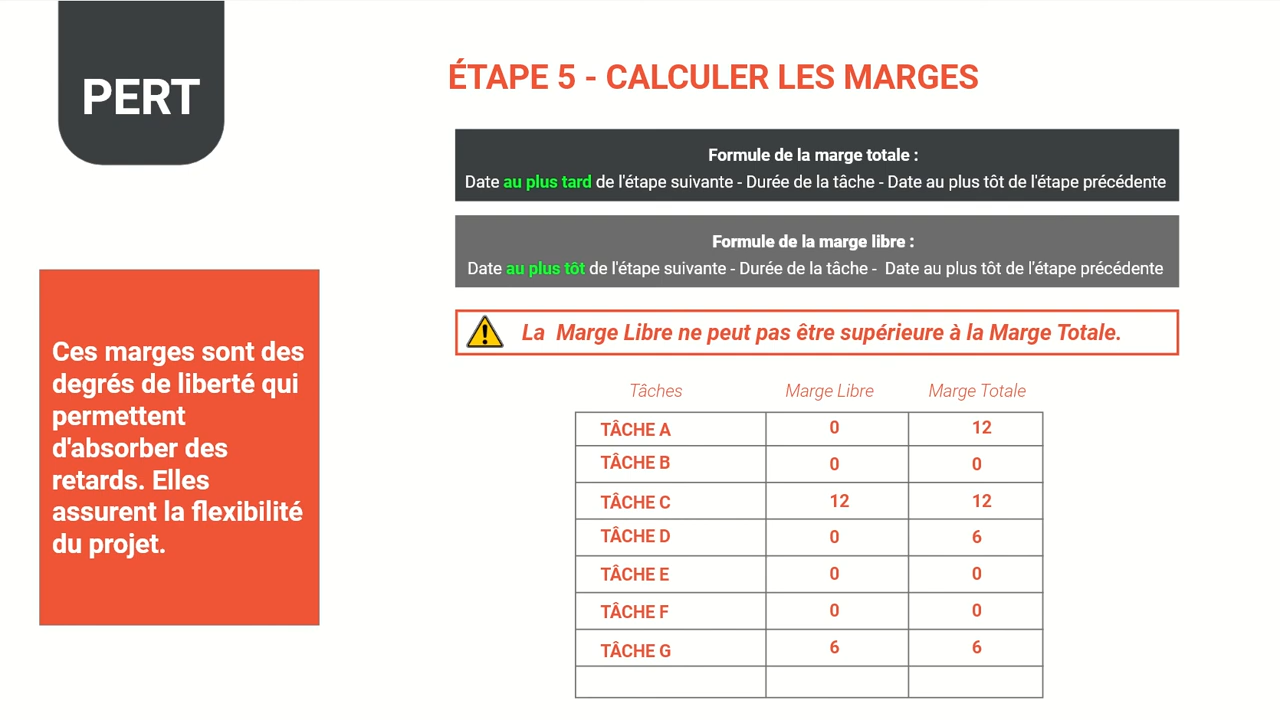 PERT
ÉTAPE 5 - CALCULER LES MARGES
Formule de la marge totale :
Date au plus tard de l'étape suivante - Durée de la tâche - Date au plus tôt de l'étape précédente
Formule de la marge libre :
Date au plus tôt de l'étape suivante - Durée de la tâche - Date au plus tôt de l'étape précédente
La Marge Libre ne peut pas être supérieure à la Marge Totale.
Ces marges sont des
degrés de liberté qui
permettent
d'absorber des
retards. Elles
assurent la flexibilité
du projet.
Tâches Marge Libre Marge Totale
TÂCHE A 0 12
TÂCHE B 0 0
TÂCHE C 12 12
TÂCHE D 0 6
TÂCHE E 0 0
TÂCHE F 0 0
TÂCHE G 6 6